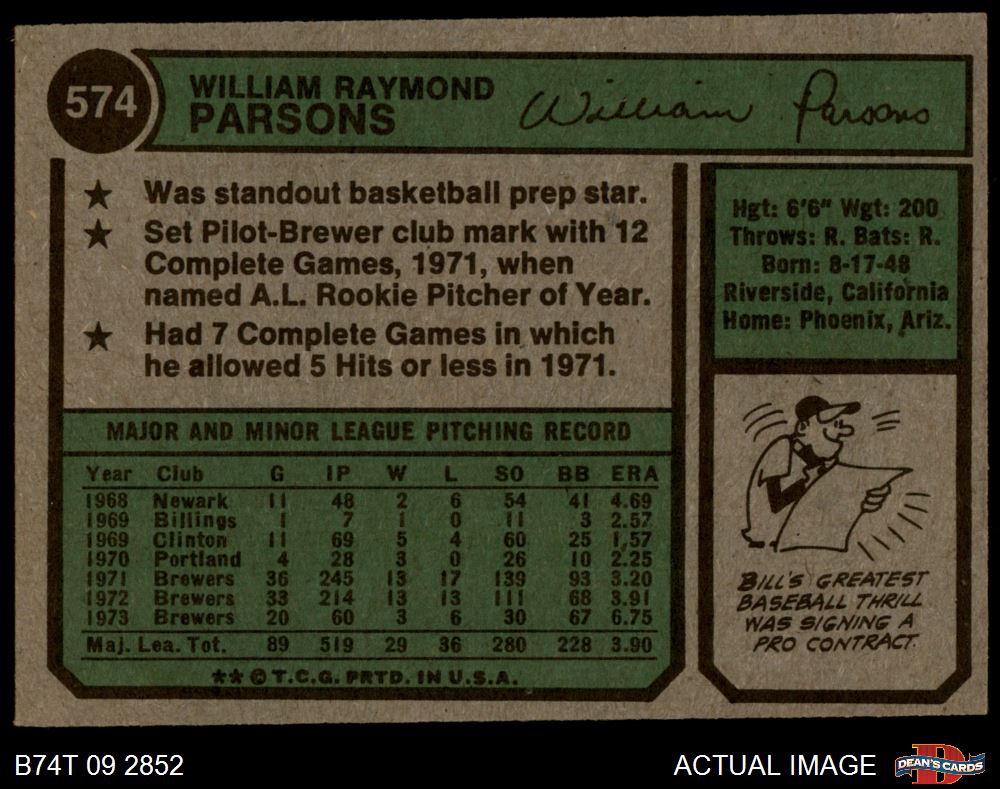 574
WILLIAM RAYMOND
PARSONS
William Parsons
★ Was standout basketball prep star.
★ Set Pilot-Brewer club mark with 12
Complete Games, 1971, when
named A.L. Rookie Pitcher of Year.
★ Had 7 Complete Games in which
he allowed 5 Hits or less in 1971.
Hgt: 6'6" Wgt: 200
Throws: R. Bats: R.
Born: 8-17-48
Riverside, California
Home: Phoenix, Ariz.
MAJOR AND MINOR LEAGUE PITCHING RECORD
Year Club G IP W L SO BB ERA
1968 Newark 11 48 2 6 54 41 4.69
1969 Billings 1 7 1 0 11 3 2.57
1969 Clinton 11 69 5 4 60 25 1.57
1970 Portland 4 28 3 0 26 10 2.25
1971 Brewers 36 245 13 17 139 93 3.20
1972 Brewers 33 214 13 13 111 68 3.91
1973 Brewers 20 60 3 6 30 67 6.75
Maj. Lea. Tot. 89 519 29 36 280 228 3.90
★★ © T.C.G. PRTD. IN U.S.A.
BILL'S GREATEST
BASEBALL THRILL
WAS SIGNING A
PRO CONTRACT.
B74T 09 2852
ACTUAL IMAGE
DEAN'S CARDS